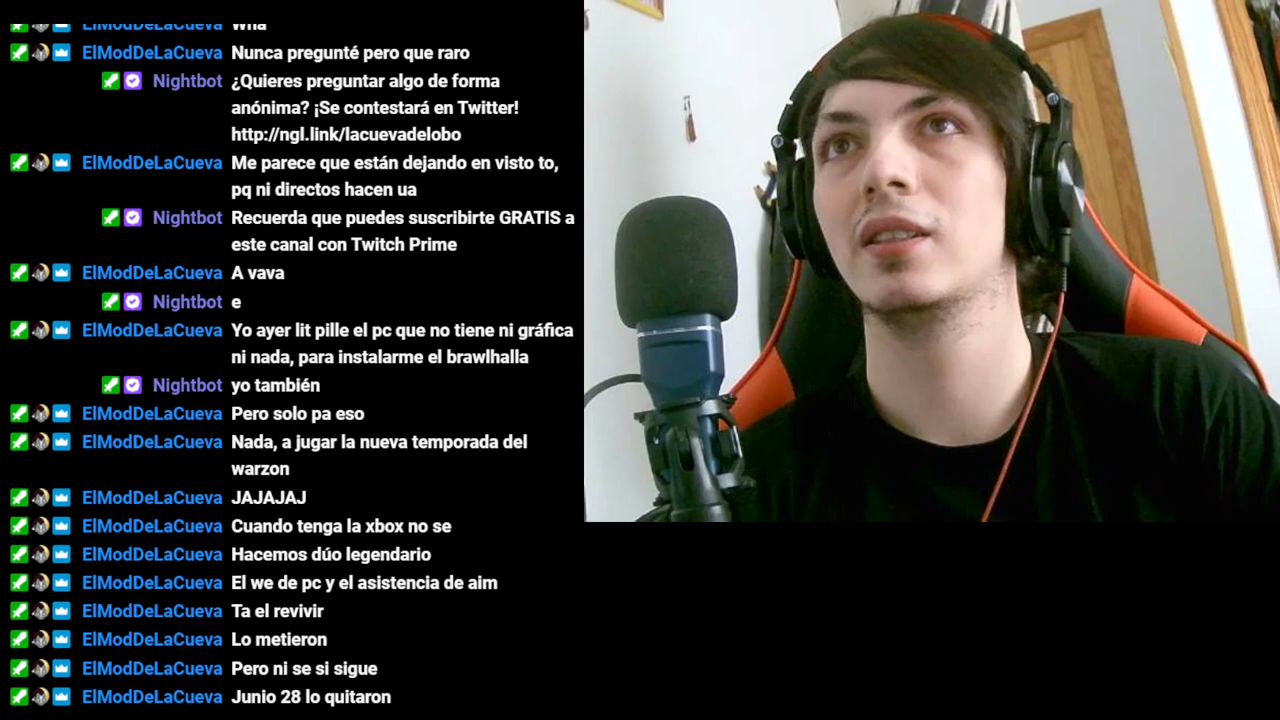 ElModDeLaCueva wha
ElModDeLaCueva Nunca pregunté pero que raro
Nightbot ¿Quieres preguntar algo de forma
anónima? ¡Se contestará en Twitter!
http://ngl.link/lacuevadelobo
ElModDeLaCueva Me parece que están dejando en visto to,
pq ni directos hacen ua
Nightbot Recuerda que puedes suscribirte GRATIS a
este canal con Twitch Prime
ElModDeLaCueva A vava
Nightbot e
ElModDeLaCueva Yo ayer lit pille el pc que no tiene ni gráfica
ni nada, para instalarme el brawlhalla
Nightbot yo también
ElModDeLaCueva Pero solo pa eso
ElModDeLaCueva Nada, a jugar la nueva temporada del
warzon
ElModDeLaCueva JAJAJAJ
ElModDeLaCueva Cuando tenga la xbox no se
ElModDeLaCueva Hacemos dúo legendario
ElModDeLaCueva El we de pc y el asistencia de aim
ElModDeLaCueva Ta el revivir
ElModDeLaCueva Lo metieron
ElModDeLaCueva Pero ni se si sigue
ElModDeLaCueva Junio 28 lo quitaron